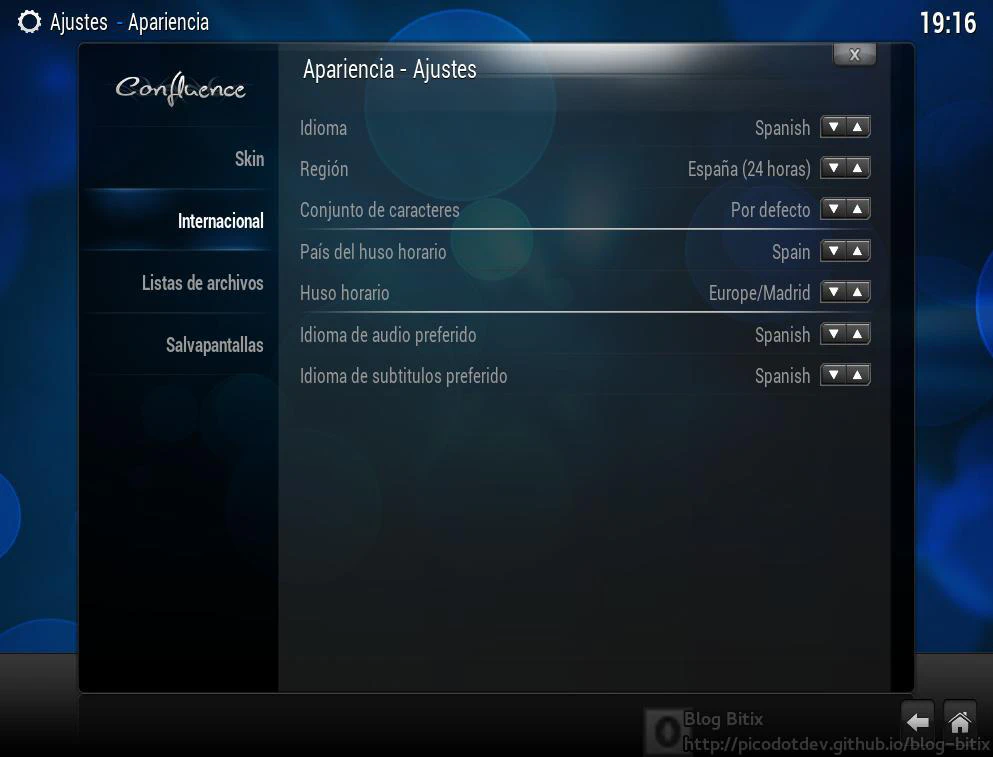 Ajustes - Apariencia
19:16
Confluence
Apariencia - Ajustes
X
Skin
Internacional
Listas de archivos
Salvapantallas
Idioma Spanish
Región España (24 horas)
Conjunto de caracteres Por defecto
País del huso horario Spain
Huso horario Europe/Madrid
Idioma de audio preferido Spanish
Idioma de subtitulos preferido Spanish
Blog Bitix
http://picodotdev.github.io/blog-bitix